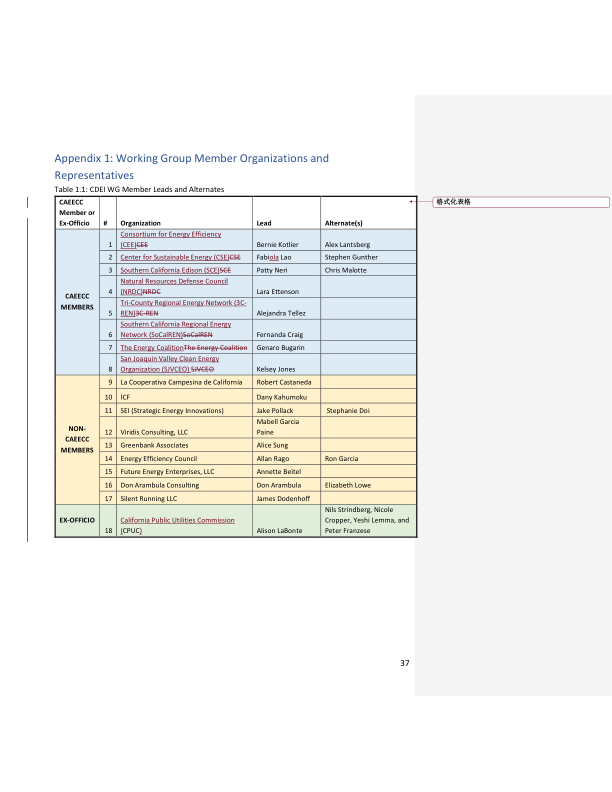 Appendix 1: Working Group Member Organizations and
Representatives
Table 1.1: CDEI WG Member Leads and Alternates
格式化表格
CAEECC
Member or
Ex-Officio # Organization Lead Alternate(s)
CAEECC
MEMBERS
Consortium for Energy Efficiency
1 (CEE)CEE Bernie Kotlier Alex Lantsberg
2 Center for Sustainable Energy (CSE)CSE Fabiola Lao Stephen Gunther
3 Southern California Edison (SCE)SCE Patty Neri Chris Malotte
Natural Resources Defense Council
4 (NRDC)NRDC Lara Ettenson
Tri-County Regional Energy Network (3C-
5 REN)3C-REN Alejandra Tellez
Southern California Regional Energy
6 Network (SoCalREN)SoCalREN Fernanda Craig
7 The Energy CoalitionThe Energy Coalition Genaro Bugarin
San Joaquin Valley Clean Energy
8 Organization (SJVCEO) SJVCEO Kelsey Jones
NON-
CAEECC
MEMBERS
9 La Cooperativa Campesina de California Robert Castaneda
10 ICF Dany Kahumoku
11 SEI (Strategic Energy Innovations) Jake Pollack Stephanie Doi
Mabell Garcia
12 Viridis Consulting, LLC Paine
13 Greenbank Associates Alice Sung
14 Energy Efficiency Council Allan Rago Ron Garcia
15 Future Energy Enterprises, LLC Annette Beitel
16 Don Arambula Consulting Don Arambula Elizabeth Lowe
17 Silent Running LLC James Dodenhoff
EX-OFFICIO
Nils Strindberg, Nicole
California Public Utilities Commission Cropper, Yeshi Lemma, and
18 (CPUC) Alison LaBonte Peter Franzese
37